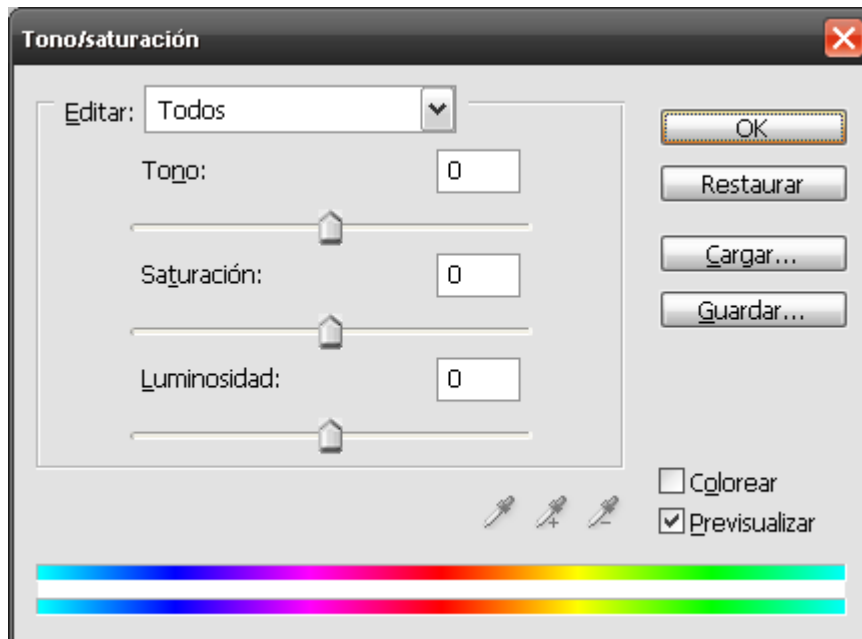 Tono/saturación
Editar: Todos
OK
Tono: 0
Restaurar
Saturación: 0
Cargar...
Guardar...
Luminosidad: 0
Colorear
Previsualizar